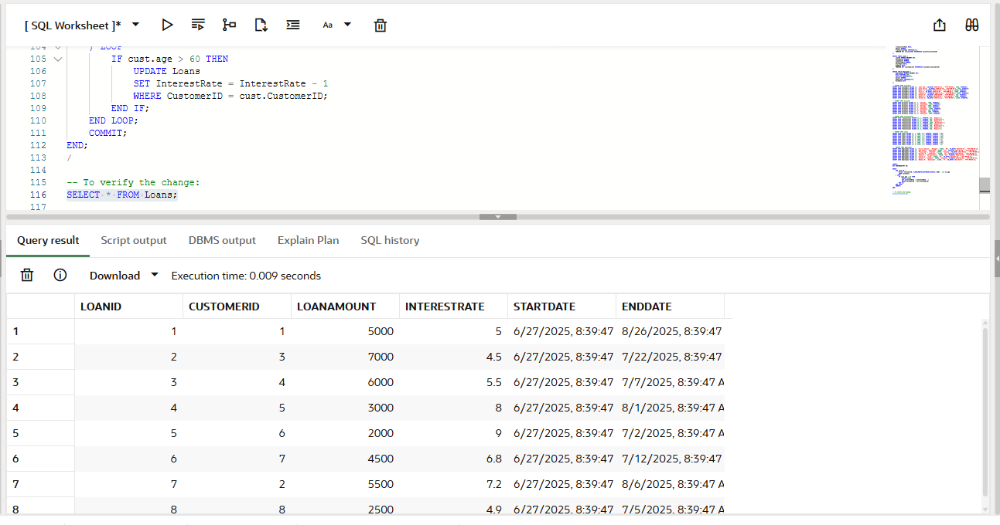 [ SQL Worksheet ]* Aa
104 ) LOOP
105 IF cust.age > 60 THEN
106 UPDATE Loans
107 SET InterestRate = InterestRate - 1
108 WHERE CustomerID = cust.CustomerID;
109 END IF;
110 END LOOP;
111 COMMIT;
112 END;
113 /
114
115 -- To verify the change:
116 SELECT * FROM Loans;
117
Query result Script output DBMS output Explain Plan SQL history
Download Execution time: 0.009 seconds
LOANID CUSTOMERID LOANAMOUNT INTERESTRATE STARTDATE ENDDATE
1 1 1 5000 5 6/27/2025, 8:39:47 8/26/2025, 8:39:47
2 2 3 7000 4.5 6/27/2025, 8:39:47 7/22/2025, 8:39:47
3 3 4 6000 5.5 6/27/2025, 8:39:47 7/7/2025, 8:39:47 A
4 4 5 3000 8 6/27/2025, 8:39:47 8/1/2025, 8:39:47 A
5 5 6 2000 9 6/27/2025, 8:39:47 7/2/2025, 8:39:47 A
6 6 7 4500 6.8 6/27/2025, 8:39:47 7/12/2025, 8:39:47
7 7 2 5500 7.2 6/27/2025, 8:39:47 8/6/2025, 8:39:47 A
8 8 8 2500 4.9 6/27/2025, 8:39:47 7/5/2025, 8:39:47 A